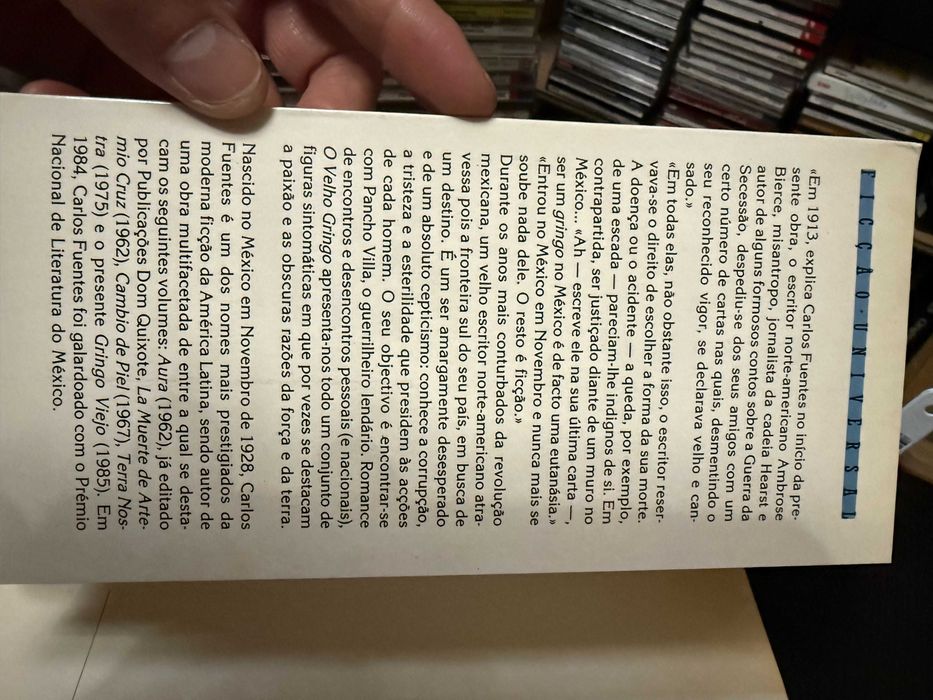 FICÇÃO · UNIVERSAL
«Em 1913, explica Carlos Fuentes no início da pre-
sente obra, o escritor norte-americano Ambrose
Bierce, misantropo, jornalista da cadeia Hearst e
autor de alguns formosos contos sobre a Guerra da
Secessão, despediu-se dos seus amigos com um
certo número de cartas nas quais, desmentindo o
seu reconhecido vigor, se declarava velho e can-
sado.»
«Em todas elas, não obstante isso, o escritor reser-
vava-se o direito de escolher a forma da sua morte.
A doença ou o acidente — a queda, por exemplo,
de uma escada — pareciam-lhe indignos de si. Em
contrapartida, ser justiçado diante de um muro no
México... «Ah — escreve ele na sua última carta —,
ser um gringo no México é de facto uma eutanásia.»
«Entrou no México em Novembro e nunca mais se
soube nada dele. O resto é ficção.»
Durante os anos mais conturbados da revolução
mexicana, um velho escritor norte-americano atra-
vessa pois a fronteira sul do seu país, em busca de
um destino. É um ser amargamente desesperado
e de um absoluto cepticismo: conhece a corrupção,
a tristeza e a esterilidade que presidem às acções
de cada homem. O seu objectivo é encontrar-se
com Pancho Villa, o guerrilheiro lendário. Romance
de encontros e desencontros pessoais (e nacionais),
O Velho Gringo apresenta-nos todo um conjunto de
figuras sintomáticas em que por vezes se destacam
a paixão e as obscuras razões da força e da terra.
Nascido no México em Novembro de 1928, Carlos
Fuentes é um dos nomes mais prestigiados da
moderna ficção da América Latina, sendo autor de
uma obra multifacetada de entre a qual se desta-
cam os seguintes volumes: Aura (1962), já editado
por Publicações Dom Quixote, La Muerte de Arte-
mio Cruz (1962), Cambio de Piel (1967), Terra Nos-
tra (1975) e o presente Gringo Viejo (1985). Em
1984, Carlos Fuentes foi galardoado com o Prémio
Nacional de Literatura do México.